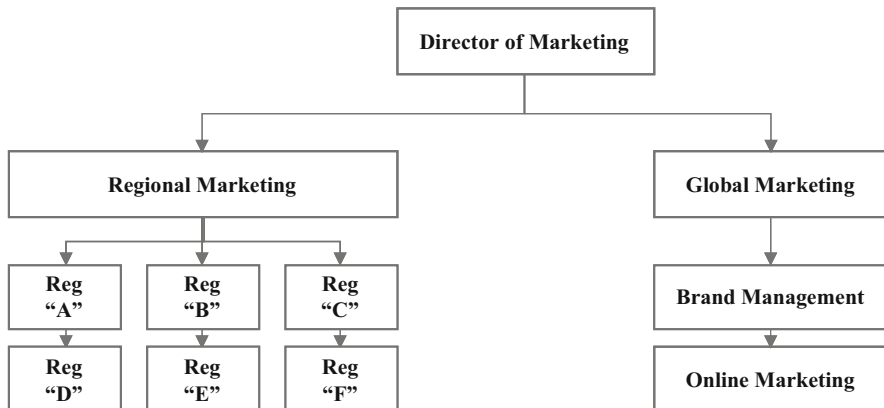 Director of Marketing
Regional Marketing
Global Marketing
Reg
“A”
Reg
“B”
Reg
“C”
Brand Management
Reg
“D”
Reg
“E”
Reg
“F”
Online Marketing